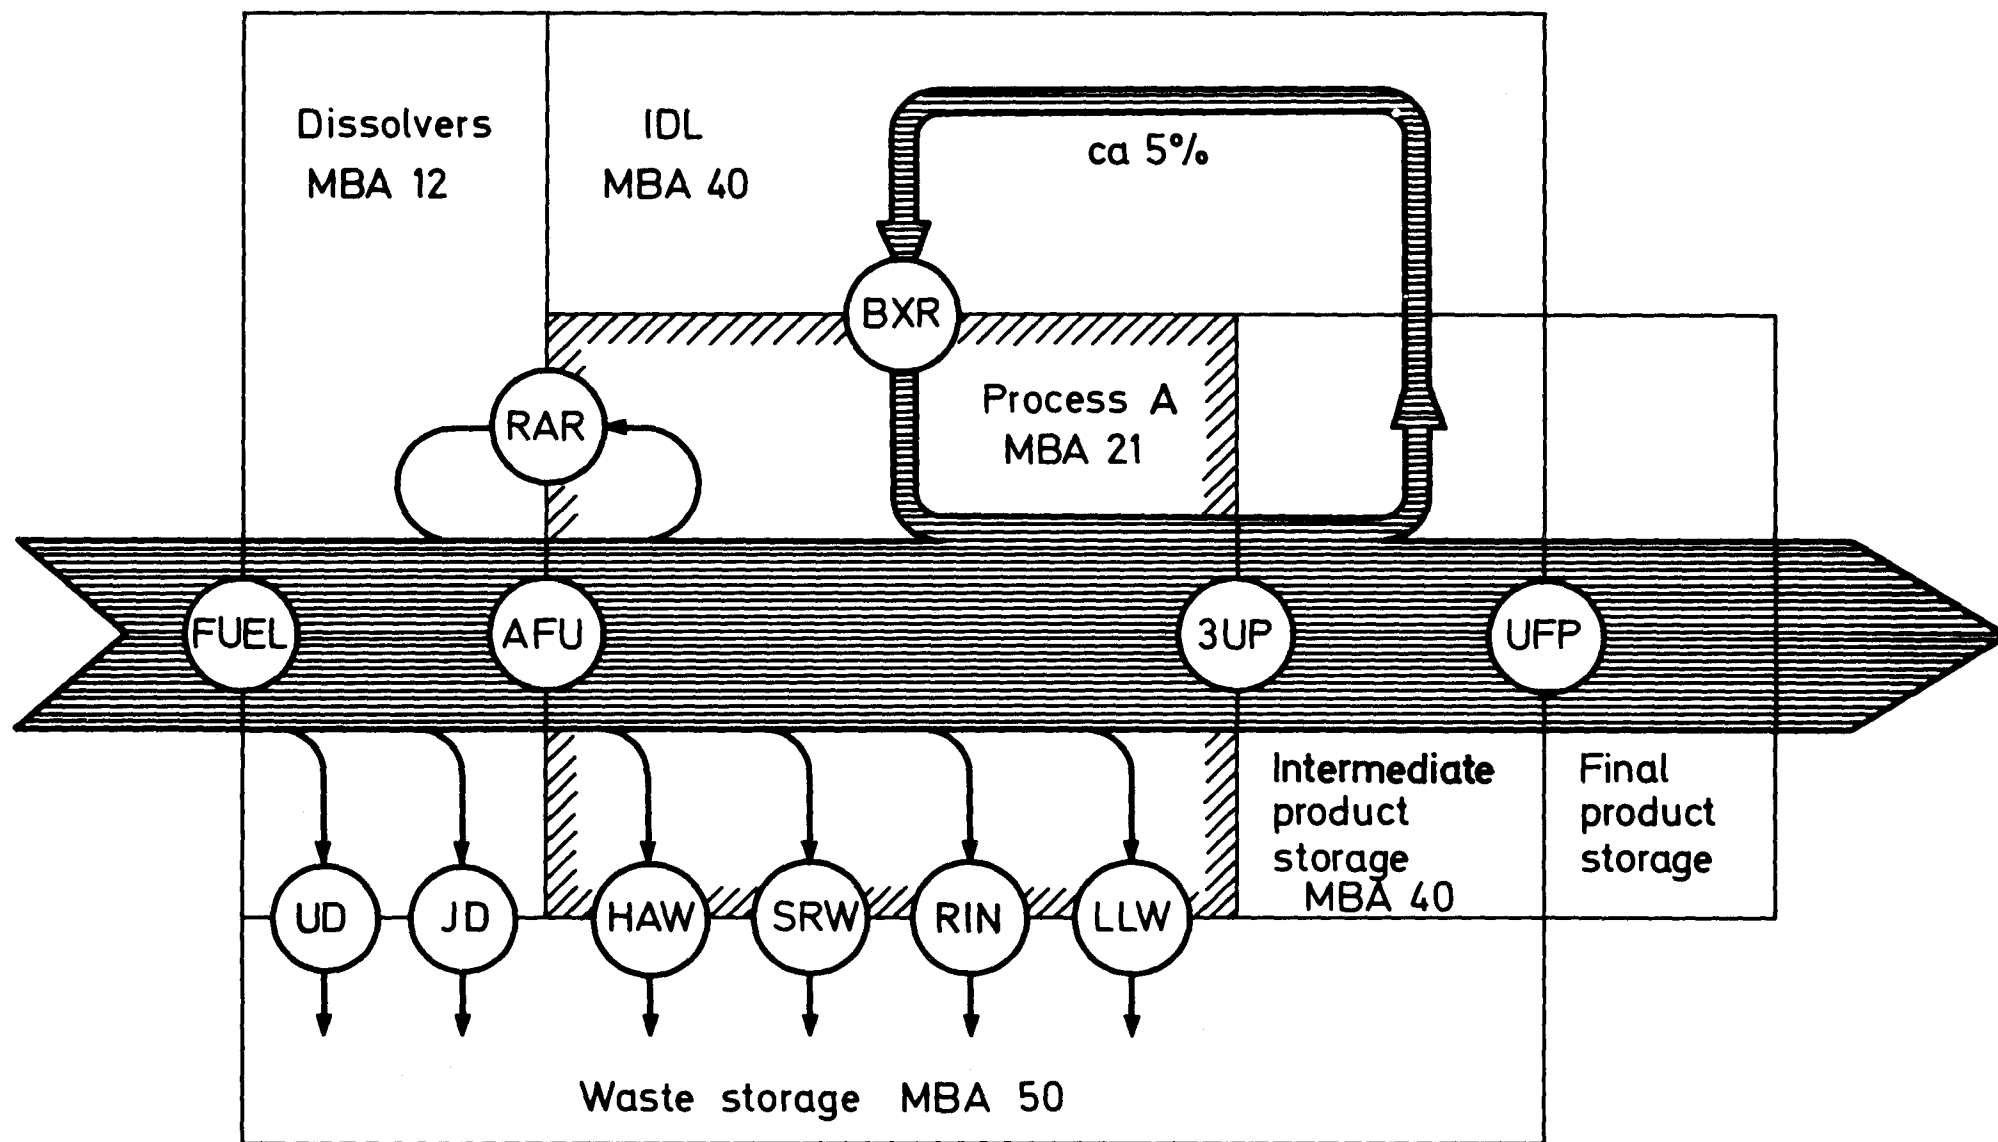 Dissolvers
MBA 12
IDL
MBA 40
ca 5%
BXR
Process A
MBA 21
RAR
FUEL
AFU
3UP
UFP
Intermediate
product
storage
MBA 40
Final
product
storage
UD
JD
HAW
SRW
RIN
LLW
Waste storage MBA 50